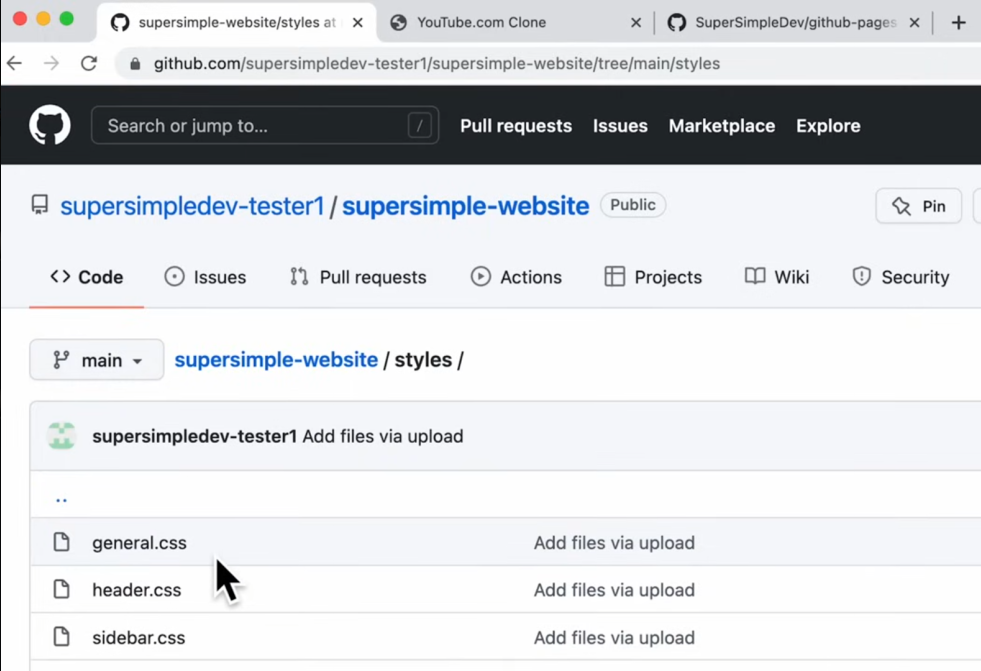 supersimple-website/styles at
YouTube.com Clone
SuperSimpleDev/github-pages
github.com/supersimpledev-tester1/supersimple-website/tree/main/styles
Search or jump to... /
Pull requests Issues Marketplace Explore
supersimpledev-tester1 / supersimple-website Public
Pin
Code Issues Pull requests Actions Projects Wiki Security
main supersimple-website / styles /
supersimpledev-tester1 Add files via upload
..
general.css Add files via upload
header.css Add files via upload
sidebar.css Add files via upload